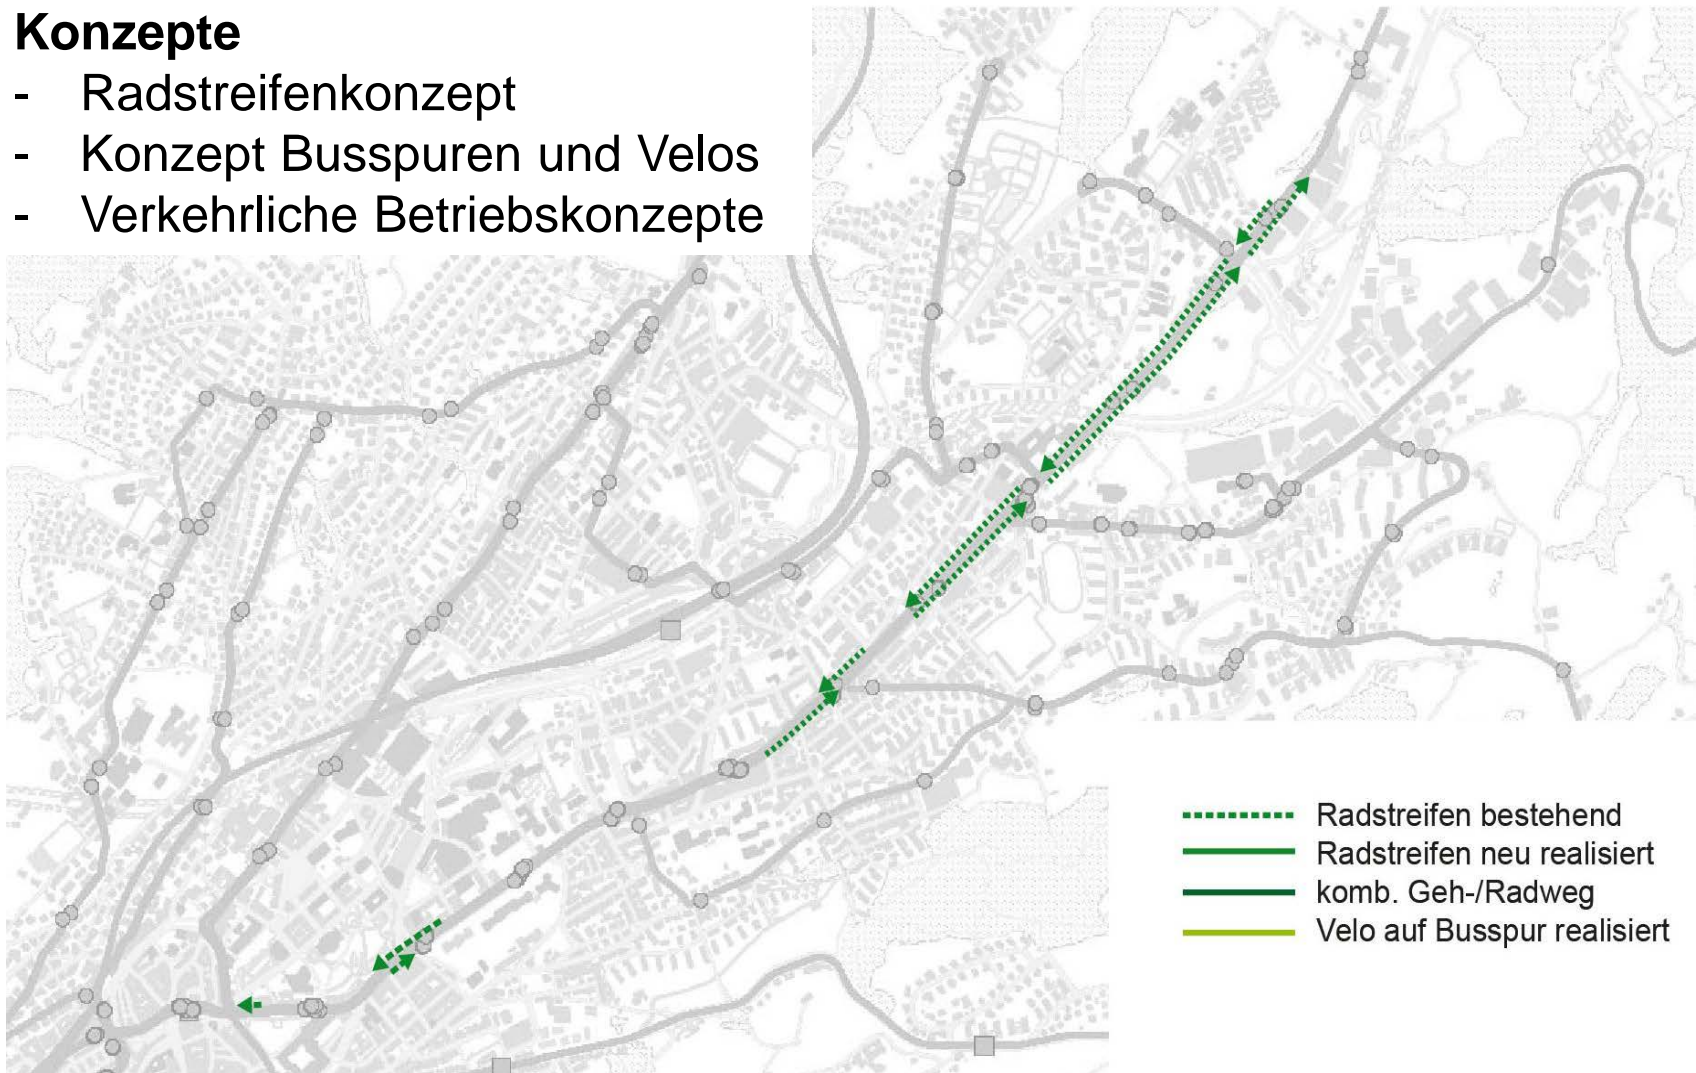 Konzepte
- Radstreifenkonzept
- Konzept Busspuren und Velos
- Verkehrliche Betriebskonzepte
Radstreifen bestehend
Radstreifen neu realisiert
komb. Geh-/Radweg
Velo auf Busspur realisiert